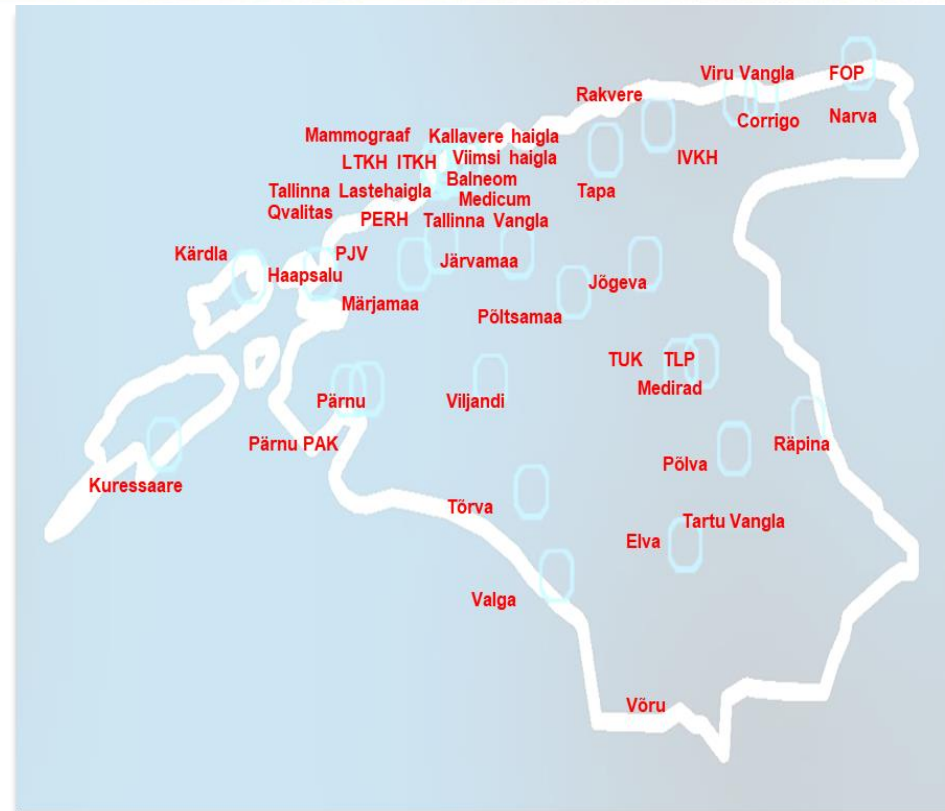 Viru Vangla FOP
Rakvere
Corrigo Narva
Mammograaf Kallavere haigla
LTKH ITKH Viimsi haigla IVKH
Balneom
Tallinna Lastehaigla Medicum Tapa
Qvalitas PERH Tallinna Vangla
Kärdla PJV Järvamaa
Haapsalu Jõgeva
Märjamaa Põltsamaa
TUK TLP
Medirad
Pärnu Viljandi
Pärnu PAK Räpina
Põlva
Kuressaare
Tõrva Tartu Vangla
Elva
Valga
Võru